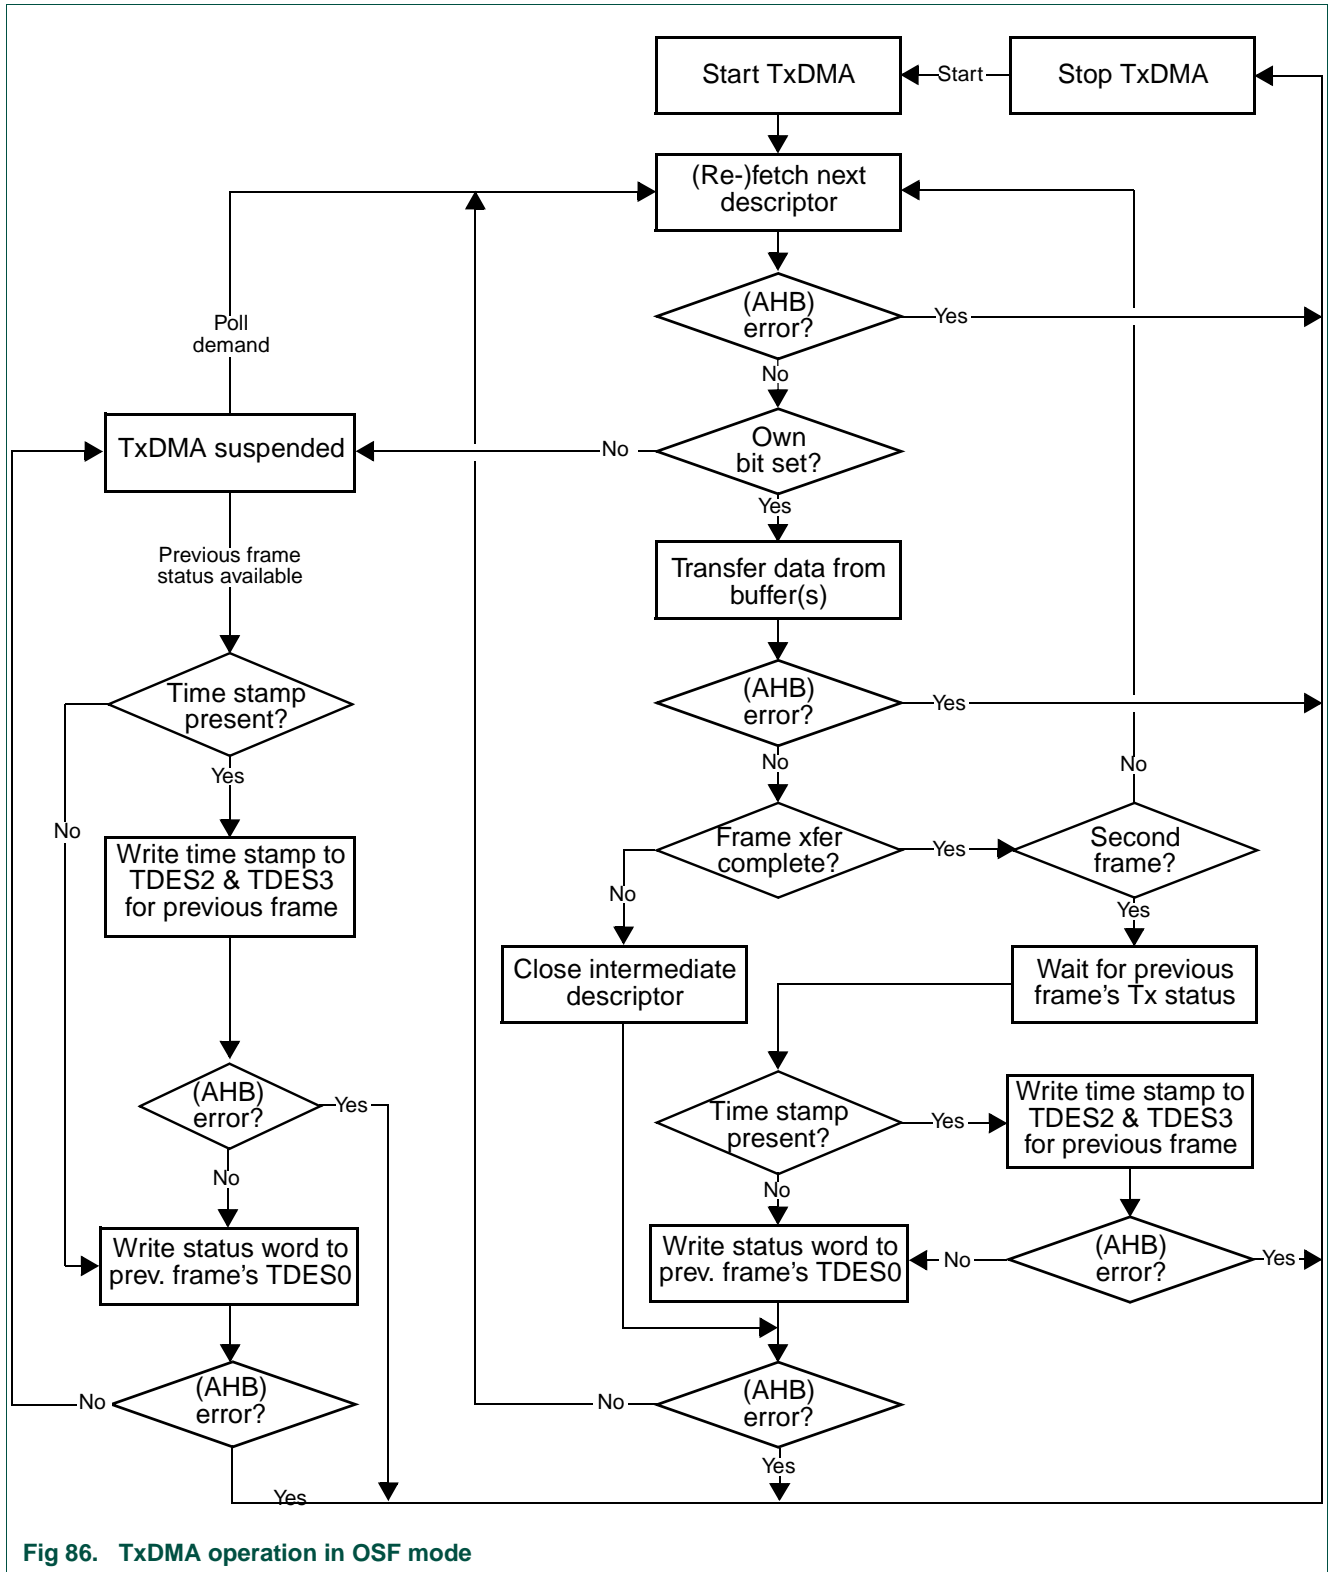 Start TxDMA
Start
Stop TxDMA
(Re-)fetch next
descriptor
(AHB)
error?
Yes
Poll
demand
No
TxDMA suspended
No
Own
bit set?
Yes
Previous frame
status available
Transfer data from
buffer(s)
Time stamp
present?
(AHB)
error?
Yes
Yes
No
No
No
Write time stamp to
TDES2 & TDES3
for previous frame
Frame xfer
complete?
Yes
Second
frame?
No
Yes
Close intermediate
descriptor
Wait for previous
frame's Tx status
(AHB)
error?
Yes
Time stamp
present?
Yes
Write time stamp to
TDES2 & TDES3
for previous frame
No
No
Write status word to
prev. frame's TDES0
Write status word to
prev. frame's TDES0
No
(AHB)
error?
Yes
No
(AHB)
error?
No
(AHB)
error?
Yes
Yes
Fig 86. TxDMA operation in OSF mode